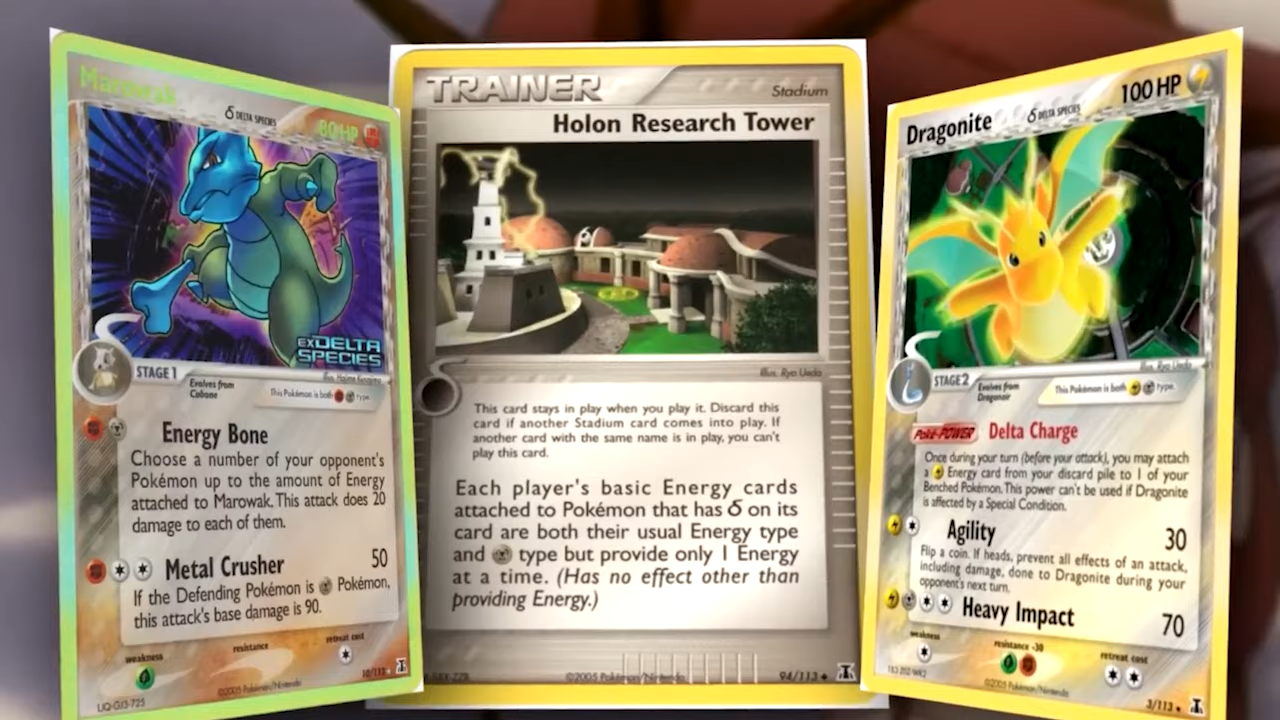 Marowak
δ DELTA SPECIES
80 HP
EX DELTA
SPECIES
STAGE 1
Evolves from
Cubone
This Pokémon is both type.
Energy Bone
Choose a number of your opponent's
Pokémon up to the amount of Energy
attached to Marowak. This attack does 20
damage to each of them.
Metal Crusher 50
If the Defending Pokémon is Pokémon,
this attack's base damage is 90.
weakness
resistance
retreat cost
©2005 Pokémon/Nintendo
TRAINER
Stadium
Holon Research Tower
illus. Ryo Ueda
This card stays in play when you play it. Discard this
card if another Stadium card comes into play. If
another card with the same name is in play, you can't
play this card.
Each player's basic Energy cards
attached to Pokémon that has δ on its
card are both their usual Energy type
and type but provide only 1 Energy
at a time. (Has no effect other than
providing Energy.)
©2005 Pokémon/Nintendo
94/113
Dragonite
δ DELTA SPECIES
100 HP
illus. Ryo Ueda
STAGE 2
Evolves from
Dragonair
This Pokémon is both type.
Poké-POWER Delta Charge
Once during your turn (before your attack), you may attach
a Energy card from your discard pile to 1 of your
Benched Pokémon. This power can't be used if Dragonite
is affected by a Special Condition.
Agility 30
Flip a coin. If heads, prevent all effects of an attack,
including damage, done to Dragonite during your
opponent's next turn.
Heavy Impact 70
weakness
resistance -30
retreat cost
©2005 Pokémon/Nintendo
3/113